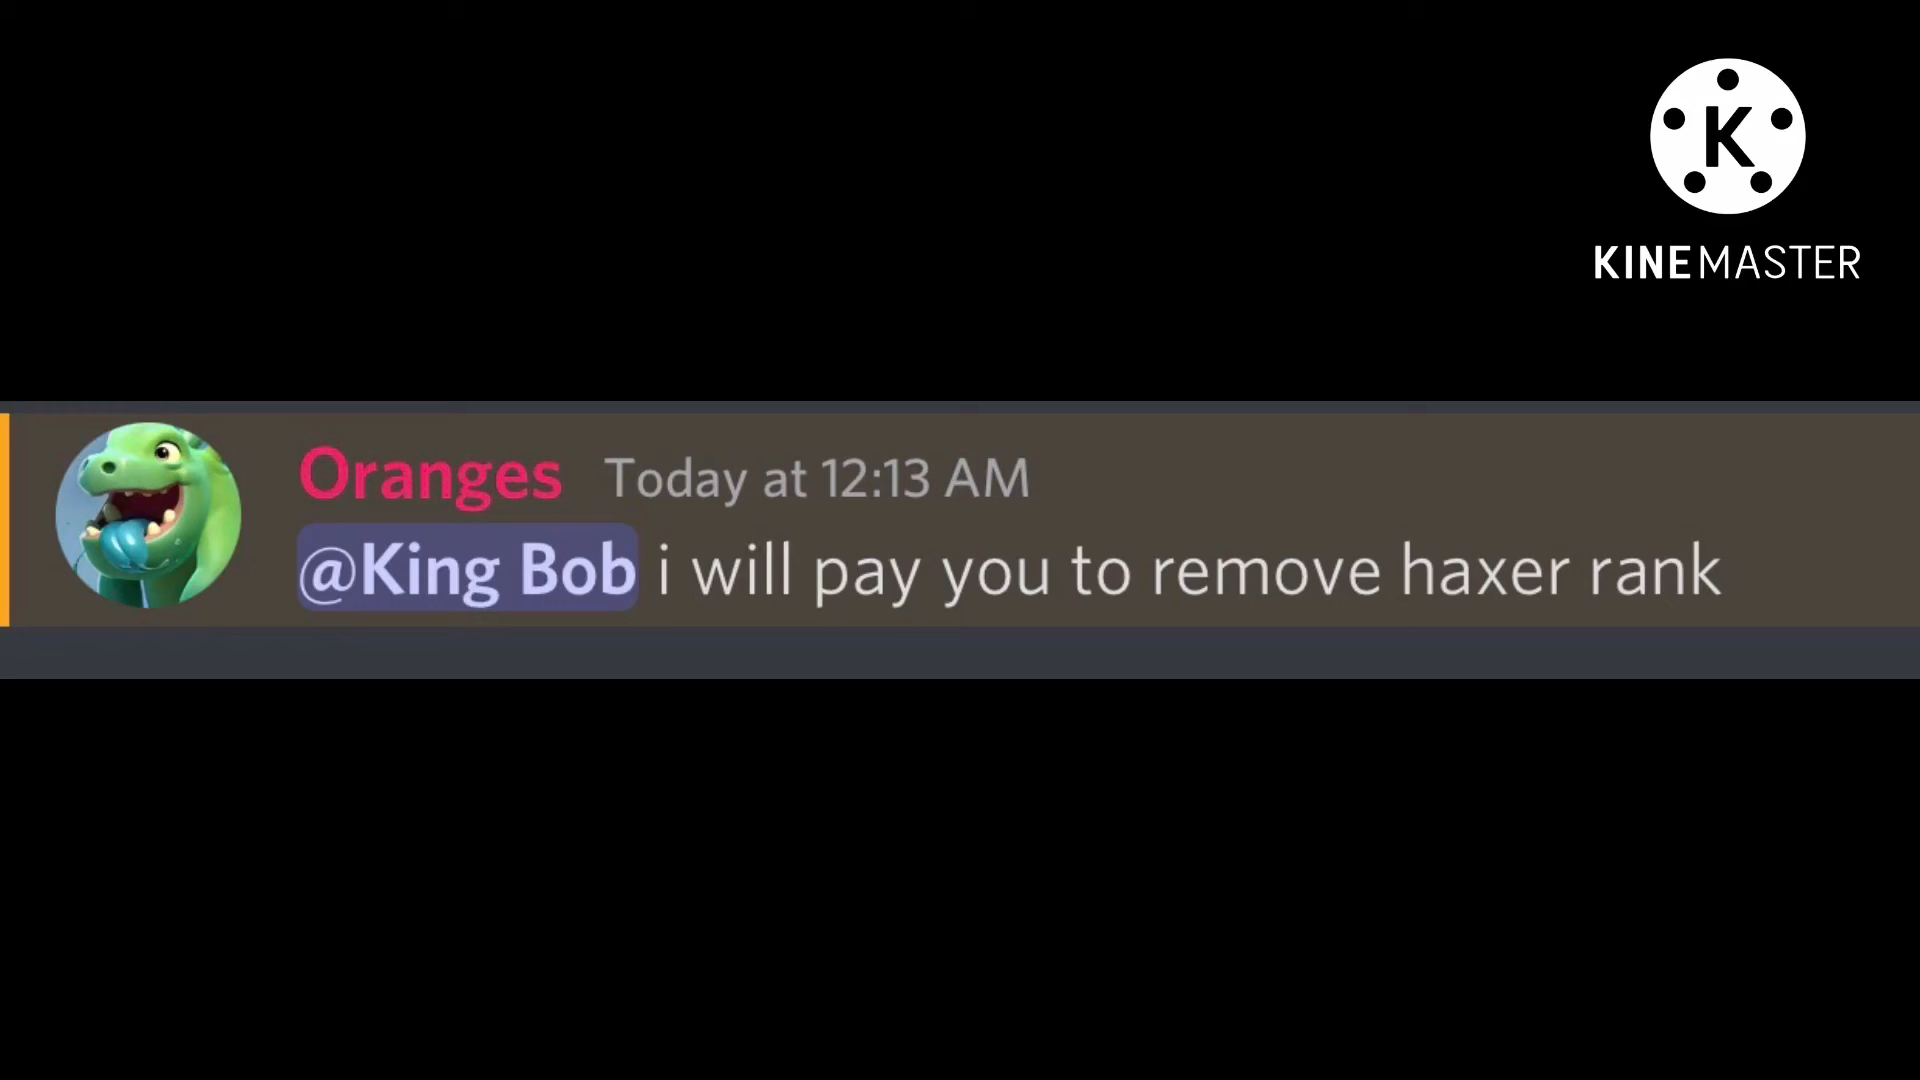 K
KINEMASTER
Oranges Today at 12:13 AM
@King Bob i will pay you to remove haxer rank